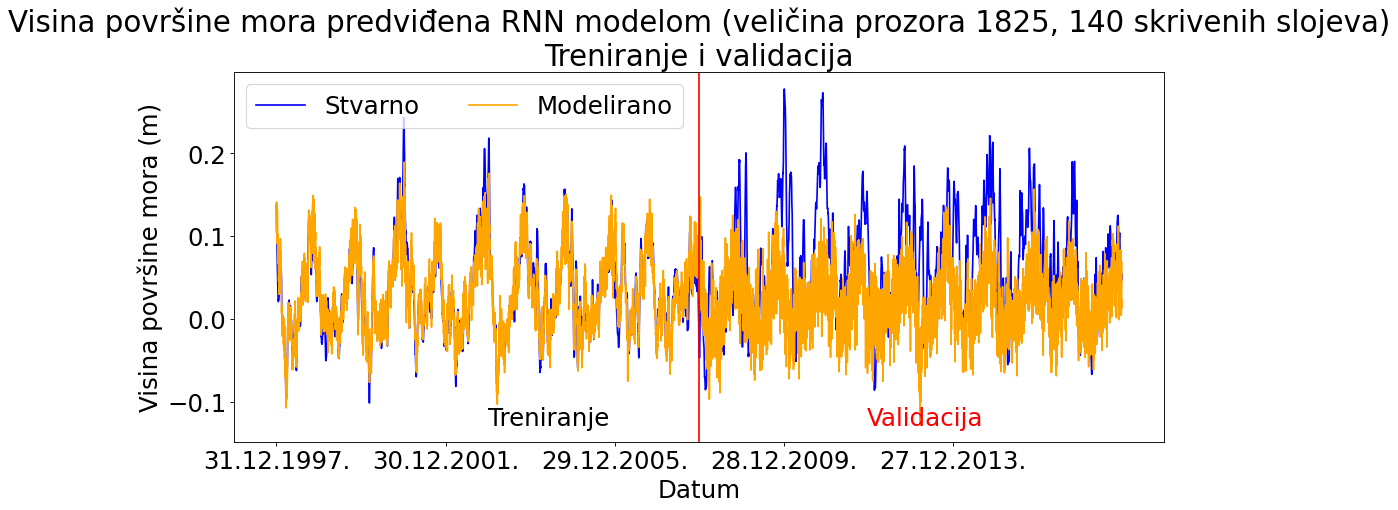 Visina površine mora predviđena RNN modelom (veličina prozora 1825, 140 skrivenih slojeva)
Treniranje i validacija
Stvarno Modelirano
Visina površine mora (m)
0.2
0.1
0.0
−0.1
Treniranje Validacija
31.12.1997. 30.12.2001. 29.12.2005. 28.12.2009. 27.12.2013.
Datum